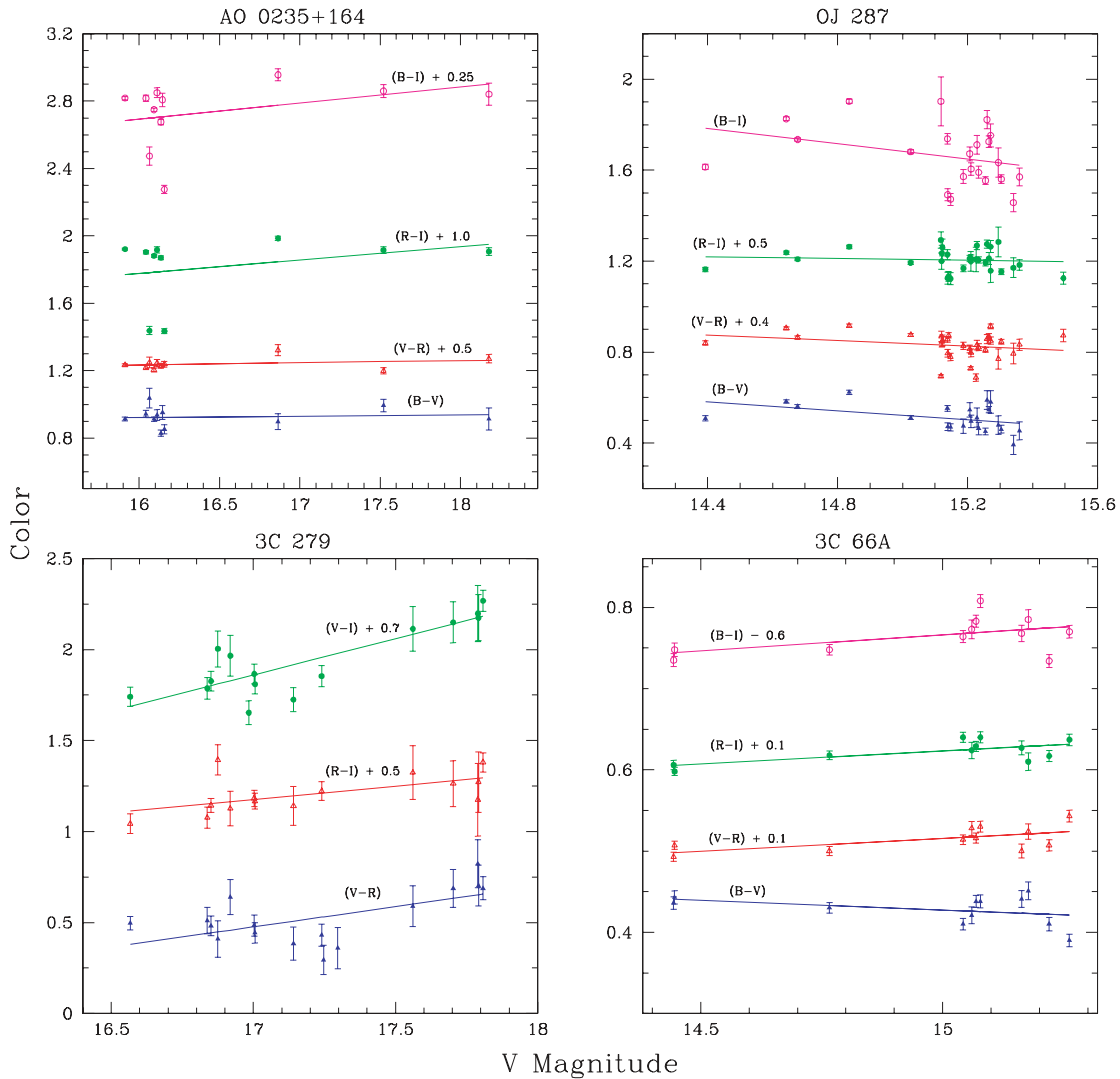 AO 0235+164
OJ 287
3.2
2.8
2.4
2
1.6
1.2
0.8
(B-I) + 0.25
(R-I) + 1.0
(V-R) + 0.5
(B-V)
16
16.5
17
17.5
18
2
1.6
1.2
0.8
0.4
(B-I)
(R-I) + 0.5
(V-R) + 0.4
(B-V)
14.4
14.8
15.2
15.6
Color
3C 279
3C 66A
2.5
2
1.5
1
0.5
0
(V-I) + 0.7
(R-I) + 0.5
(V-R)
16.5
17
17.5
18
0.8
0.6
0.4
(B-I) - 0.6
(R-I) + 0.1
(V-R) + 0.1
(B-V)
14.5
15
V Magnitude